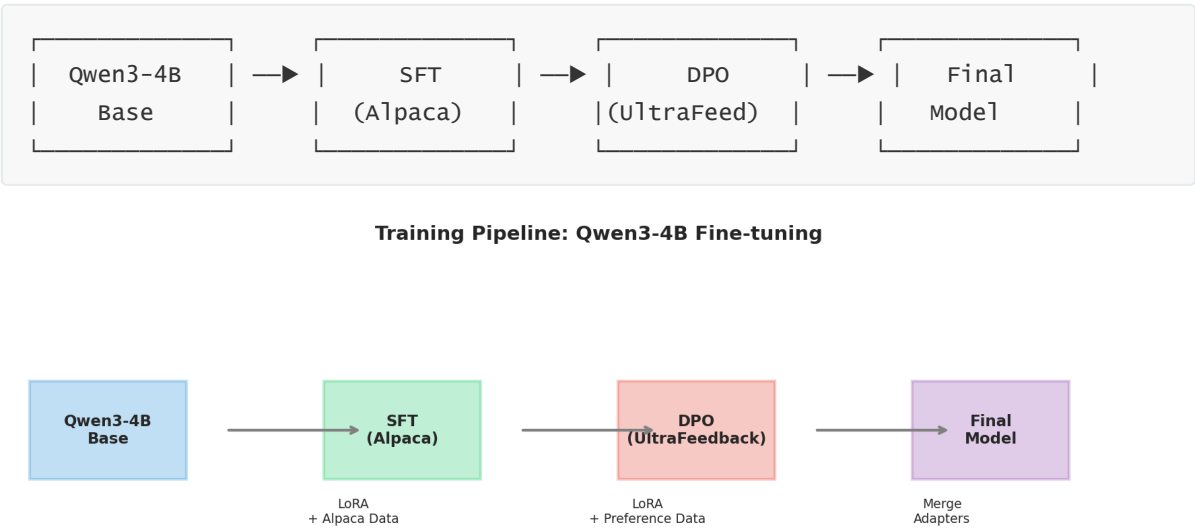 Qwen3-4B SFT DPO Final
Base (Alpaca) (UltraFeed) Model
Training Pipeline: Qwen3-4B Fine-tuning
Qwen3-4B
Base
SFT
(Alpaca)
DPO
(UltraFeedback)
Final
Model
LoRA
+ Alpaca Data
LoRA
+ Preference Data
Merge
Adapters